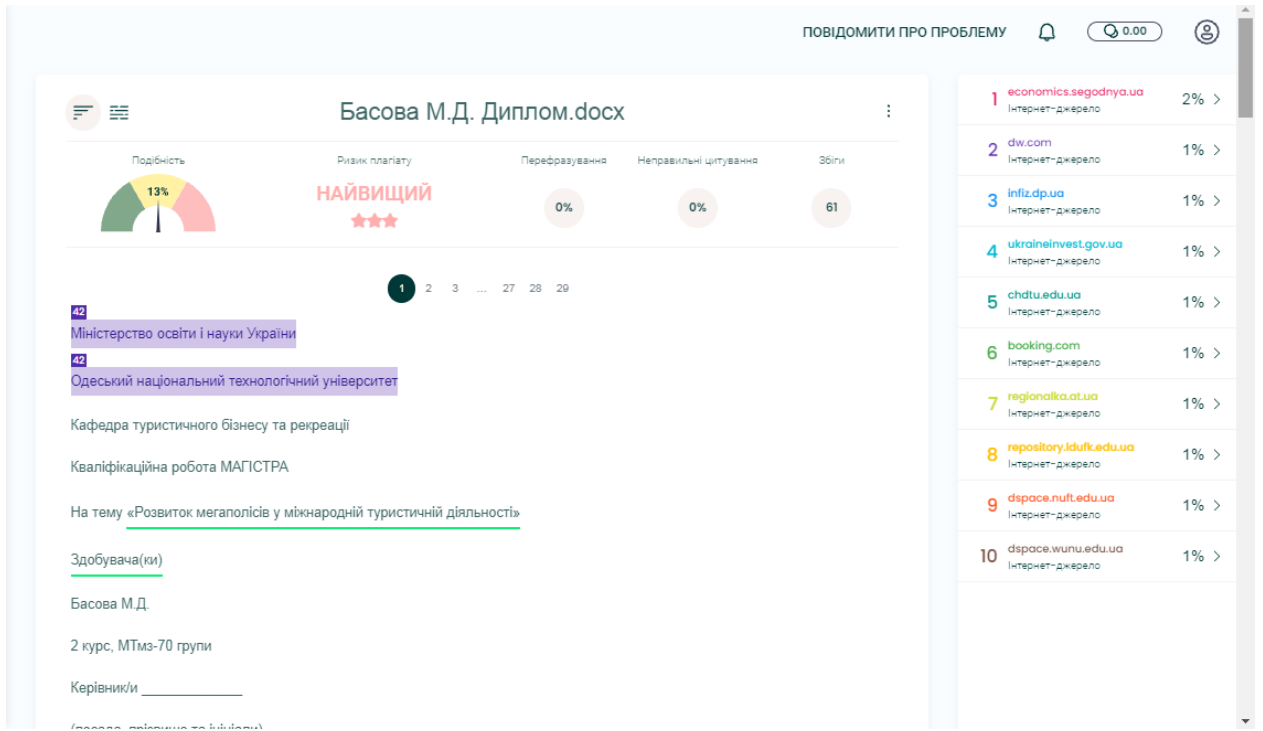 ПОВІДОМИТИ ПРО ПРОБЛЕМУ
0.00
Басова М.Д. Диплом.docx
Подібність
Ризик плагіату
Перефразування
Неправильні цитування
Збіги
13%
НАЙВИЩИЙ
0%
0%
61
1 2 3 ... 27 28 29
42
Міністерство освіти і науки України
42
Одеський національний технологічний університет
Кафедра туристичного бізнесу та рекреації
Кваліфікаційна робота МАГІСТРА
На тему «Розвиток мегаполісів у міжнародній туристичній діяльності»
Здобувача(ки)
Басова М.Д.
2 курс, МТмз-70 групи
Керівник/и ______________
(посада, прізвище та ініціали)
1 economics.segodnya.ua 2%
Інтернет-джерело
2 dw.com 1%
Інтернет-джерело
3 infiz.dp.ua 1%
Інтернет-джерело
4 ukraineinvest.gov.ua 1%
Інтернет-джерело
5 chdtu.edu.ua 1%
Інтернет-джерело
6 booking.com 1%
Інтернет-джерело
7 regionalka.at.ua 1%
Інтернет-джерело
8 repository.ldufk.edu.ua 1%
Інтернет-джерело
9 dspace.nuft.edu.ua 1%
Інтернет-джерело
10 dspace.wunu.edu.ua 1%
Інтернет-джерело